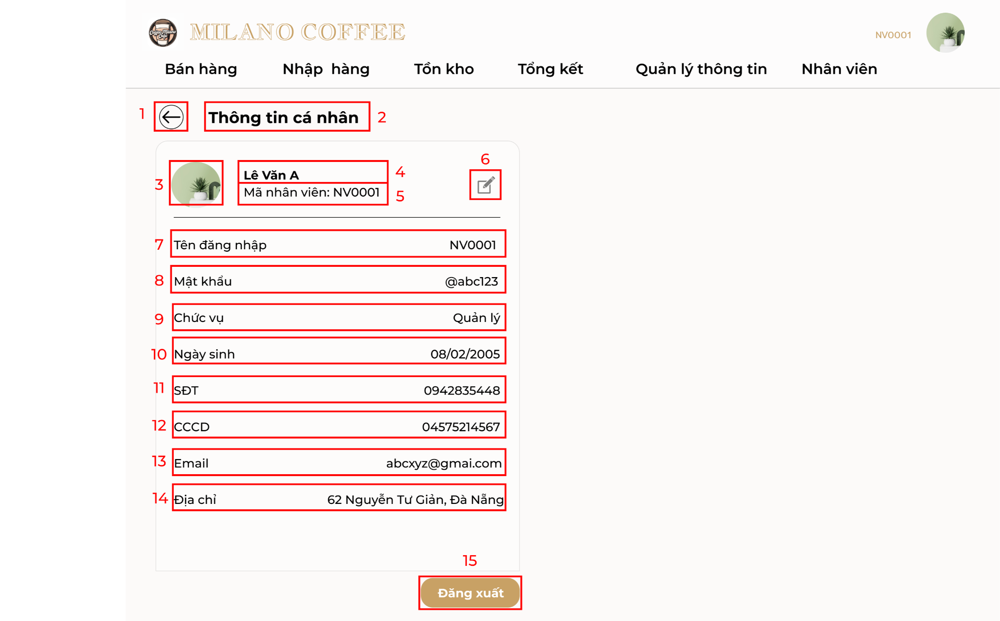 Coffee Milano
Cafe
MILANO COFFEE
NV0001
Bán hàng Nhập hàng Tồn kho Tổng kết Quản lý thông tin Nhân viên
1 Thông tin cá nhân 2
6
3 Lê Văn A 4
Mã nhân viên: NV0001 5
7 Tên đăng nhập NV0001
8 Mật khẩu @abc123
9 Chức vụ Quản lý
10 Ngày sinh 08/02/2005
11 SĐT 0942835448
12 CCCD 04575214567
13 Email abcxyz@gmai.com
14 Địa chỉ 62 Nguyễn Tư Giản, Đà Nẵng
15
Đăng xuất